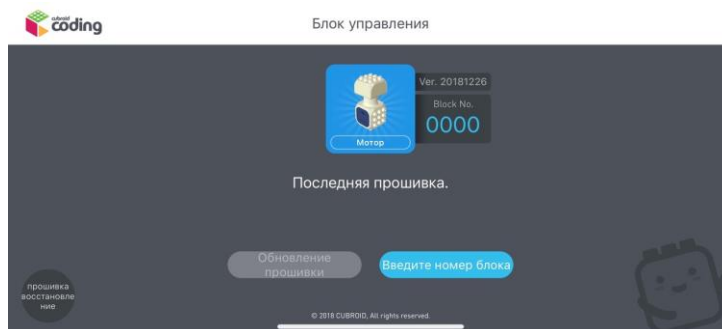 cubroid
coding
Блок управления
Ver. 20181226
Block No.
0000
Мотор
Последняя прошивка.
Обновление
прошивки
Введите номер блока
прошивка
восстановле
ние
© 2018 CUBROID, All rights reserved.